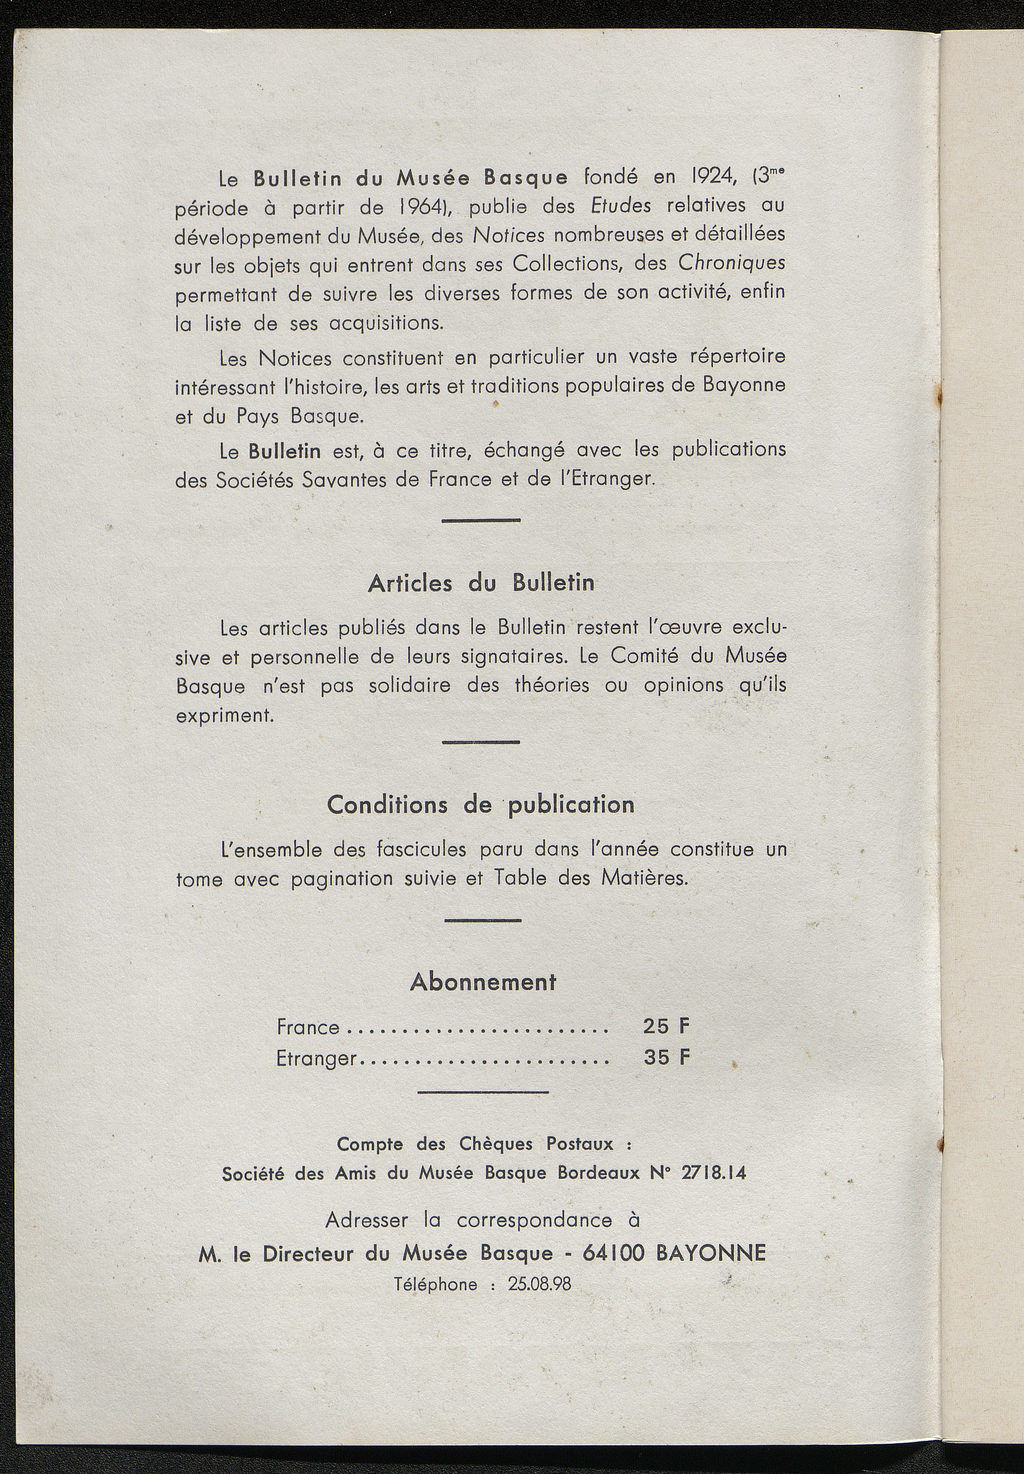 Le Bulletin du Musée Basque fondé en 1924, (3me
période à partir de 1964), publie des Etudes relatives au
développement du Musée, des Notices nombreuses et détaillées
sur les objets qui entrent dans ses Collections, des Chroniques
permettant de suivre les diverses formes de son activité, enfin
la liste de ses acquisitions.
Les Notices constituent en particulier un vaste répertoire
intéressant l'histoire, les arts et traditions populaires de Bayonne
et du Pays Basque.
Le Bulletin est, à ce titre, échangé avec les publications
des Sociétés Savantes de France et de l'Etranger.
Articles du Bulletin
Les articles publiés dans le Bulletin restent l'œuvre exclu-
sive et personnelle de leurs signataires. Le Comité du Musée
Basque n'est pas solidaire des théories ou opinions qu'ils
expriment.
Conditions de publication
L'ensemble des fascicules paru dans l'année constitue un
tome avec pagination suivie et Table des Matières.
Abonnement
France ........................ 25 F
Etranger....................... 35 F
Compte des Chèques Postaux :
Société des Amis du Musée Basque Bordeaux N° 2718.14
Adresser la correspondance à
M. le Directeur du Musée Basque - 64100 BAYONNE
Téléphone : 25.08.98